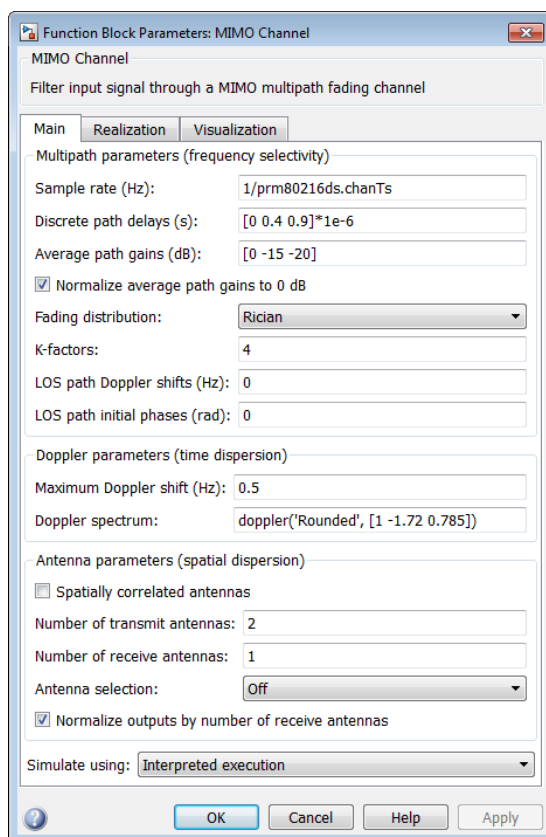 Function Block Parameters: MIMO Channel
MIMO Channel
Filter input signal through a MIMO multipath fading channel
Main Realization Visualization
Multipath parameters (frequency selectivity)
Sample rate (Hz): 1/prm80216ds.chanTs
Discrete path delays (s): [0 0.4 0.9]*1e-6
Average path gains (dB): [0 -15 -20]
Normalize average path gains to 0 dB
Fading distribution: Rician
K-factors: 4
LOS path Doppler shifts (Hz): 0
LOS path initial phases (rad): 0
Doppler parameters (time dispersion)
Maximum Doppler shift (Hz): 0.5
Doppler spectrum: doppler('Rounded', [1 -1.72 0.785])
Antenna parameters (spatial dispersion)
Spatially correlated antennas
Number of transmit antennas: 2
Number of receive antennas: 1
Antenna selection: Off
Normalize outputs by number of receive antennas
Simulate using: Interpreted execution
? OK Cancel Help Apply